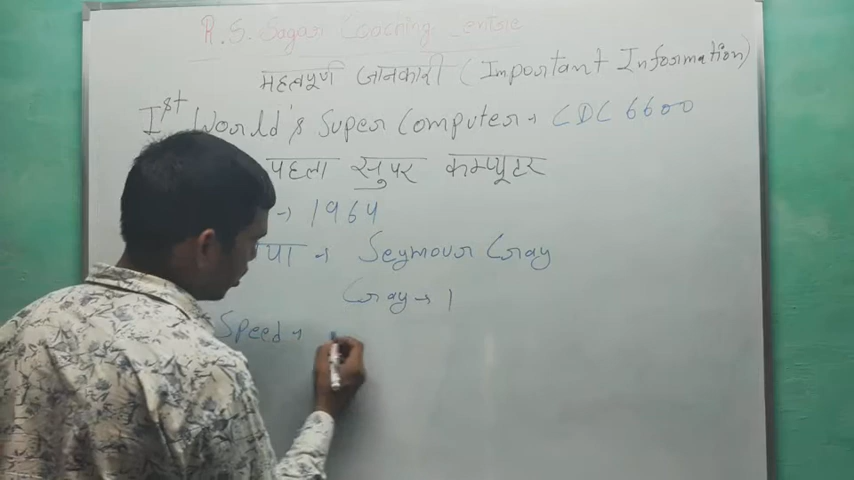 R.S. Sagar Coaching Centre
महत्वपूर्ण जानकारी (Important Information)
Ist World's Super Computer → CDC 6600
पहला सुपर कम्प्यूटर
→ 1964
→ Seymour Cray
Cray → 1
Speed →